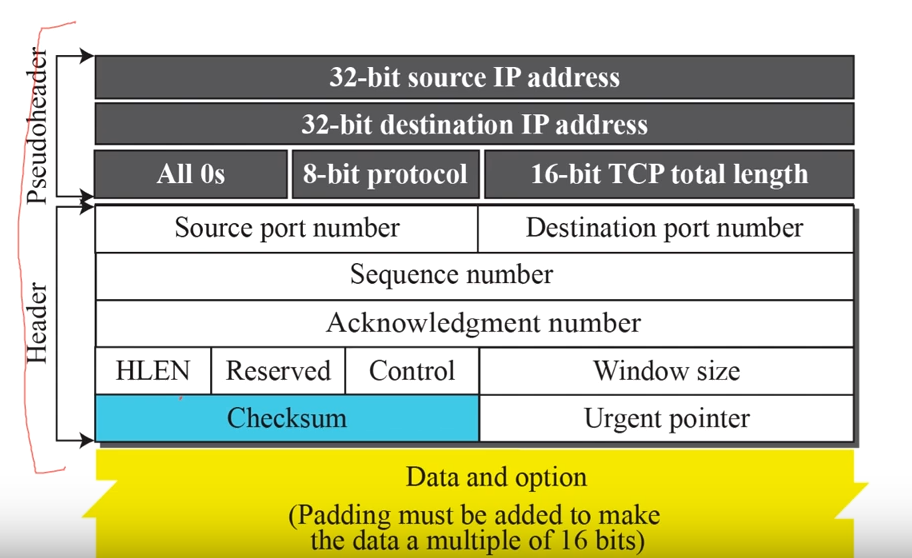 Pseudoheader
32-bit source IP address
32-bit destination IP address
All 0s 8-bit protocol 16-bit TCP total length
Header
Source port number Destination port number
Sequence number
Acknowledgment number
HLEN Reserved Control Window size
Checksum Urgent pointer
Data and option
(Padding must be added to make
the data a multiple of 16 bits)